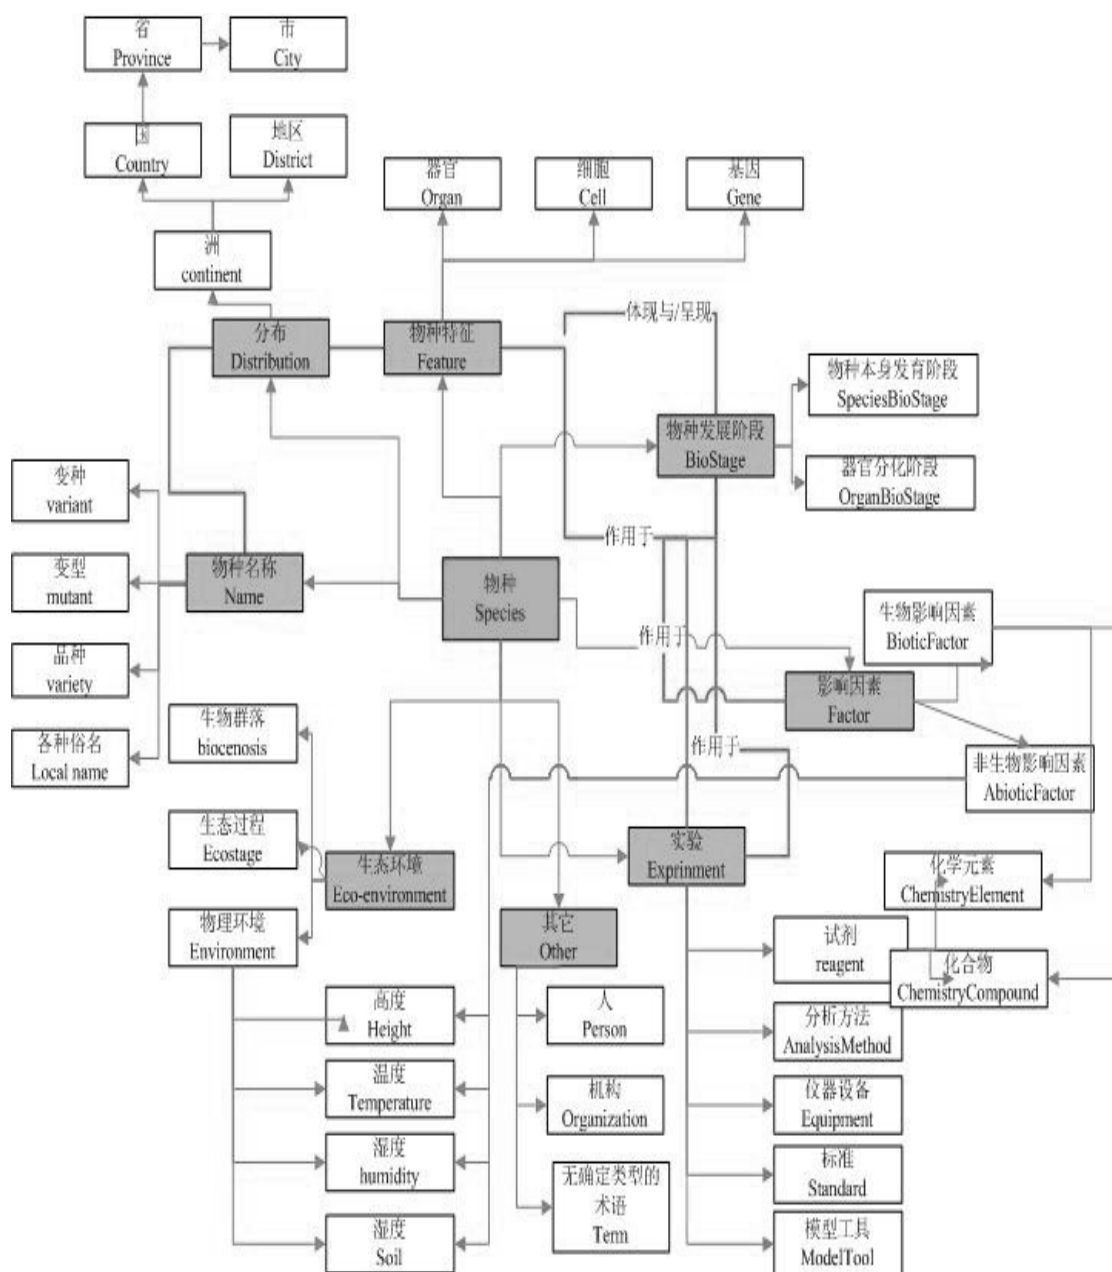 省
Province
市
City
国
Country
地区
District
器官
Organ
细胞
Cell
基因
Gene
洲
continent
分布
Distribution
物种特征
Feature
体现与/呈现
物种本身发育阶段
SpeciesBioStage
物种发展阶段
BioStage
器官分化阶段
OrganBioStage
变种
variant
作用于
变型
mutant
物种名称
Name
物种
Species
生物影响因素
BioticFactor
作用于
品种
variety
影响因素
Factor
生物群落
biocenosis
各种俗名
Local name
作用于
非生物影响因素
AbioticFactor
生态过程
Ecostage
生态环境
Eco-environment
实验
Exprinment
化学元素
ChemistryElement
物理环境
Environment
其它
Other
试剂
reagent
化合物
ChemistryCompound
高度
Height
人
Person
分析方法
AnalysisMethod
温度
Temperature
机构
Organization
仪器设备
Equipment
湿度
humidity
无确定类型的
术语
Term
标准
Standard
湿度
Soil
模型工具
ModelTool